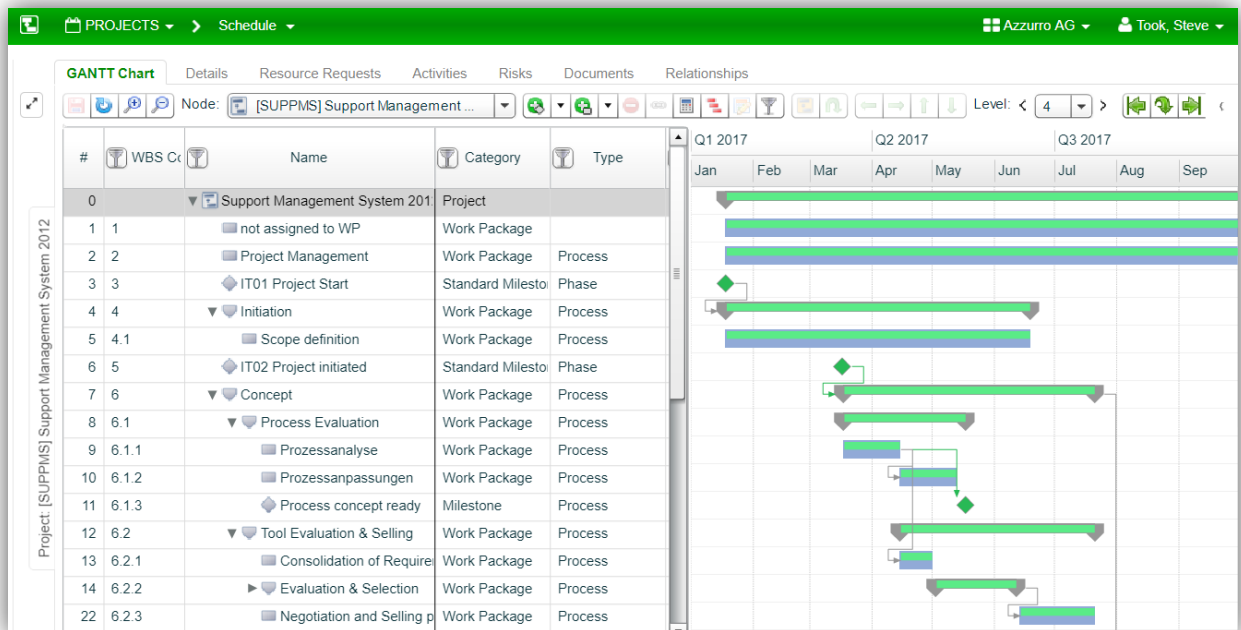 PROJECTS Schedule Azzurro AG Took, Steve
GANTT Chart Details Resource Requests Activities Risks Documents Relationships
Node: [SUPPMS] Support Management ... Level: 4
Q1 2017 Q2 2017 Q3 2017
# WBS Co Name Category Type
Jan Feb Mar Apr May Jun Jul Aug Sep
0 Support Management System 201 Project
1 1 not assigned to WP Work Package
2 2 Project Management Work Package Process
3 3 IT01 Project Start Standard Milesto Phase
4 4 Initiation Work Package Process
5 4.1 Scope definition Work Package Process
6 5 IT02 Project initiated Standard Milesto Phase
7 6 Concept Work Package Process
8 6.1 Process Evaluation Work Package Process
9 6.1.1 Prozessanalyse Work Package Process
10 6.1.2 Prozessanpassungen Work Package Process
11 6.1.3 Process concept ready Milestone Process
12 6.2 Tool Evaluation & Selling Work Package Process
13 6.2.1 Consolidation of Require Work Package Process
14 6.2.2 Evaluation & Selection Work Package Process
22 6.2.3 Negotiation and Selling p Work Package Process
Project: [SUPPMS] Support Management System 2012